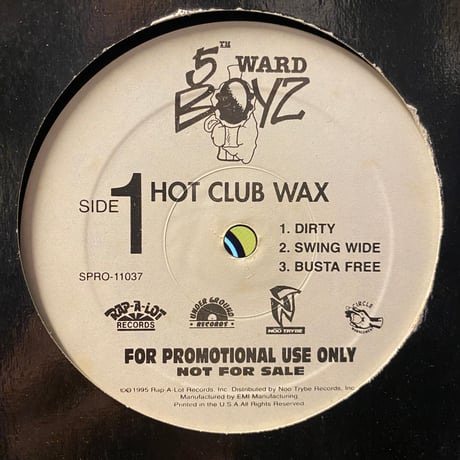 5TH WARD
BOYZ
SIDE 1 HOT CLUB WAX
1. DIRTY
2. SWING WIDE
3. BUSTA FREE
SPRO-11037
RAP-A-LOT
RECORDS
UNDER GROUND
RECORDS
NOO TRYBE
CIRCLE
FOR PROMOTIONAL USE ONLY
NOT FOR SALE
℗© 1995 Rap-A-Lot Records, Inc. Distributed by Noo Trybe Records, Inc.
Manufactured by EMI Manufacturing.
Printed in the U.S.A. All Rights Reserved.